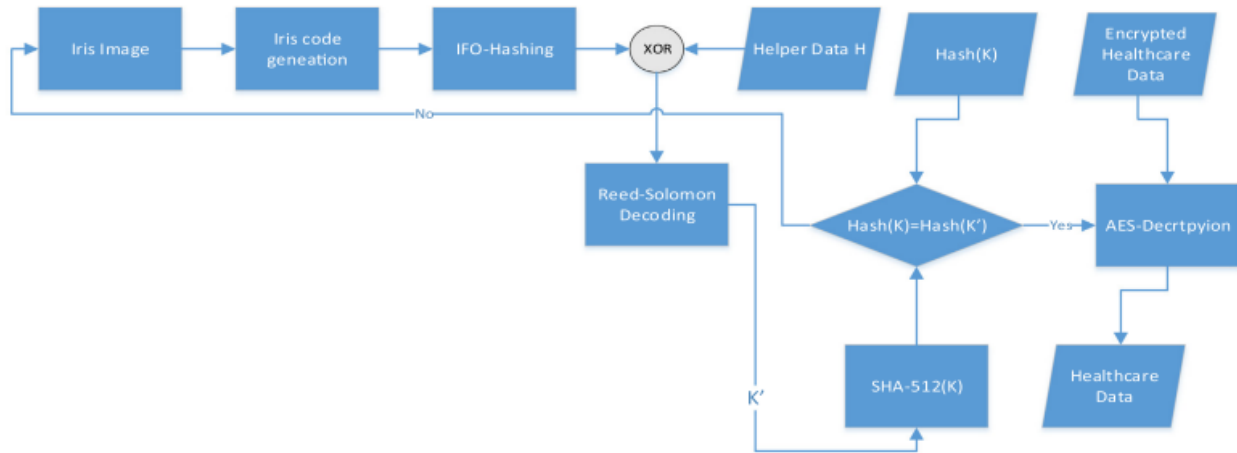 Iris Image
Iris code
geneation
IFO-Hashing
XOR
Helper Data H
Hash(K)
Encrypted
Healthcare
Data
No
Reed-Solomon
Decoding
Hash(K)=Hash(K’)
Yes
AES-Decrtpyion
K’
SHA-512(K)
Healthcare
Data